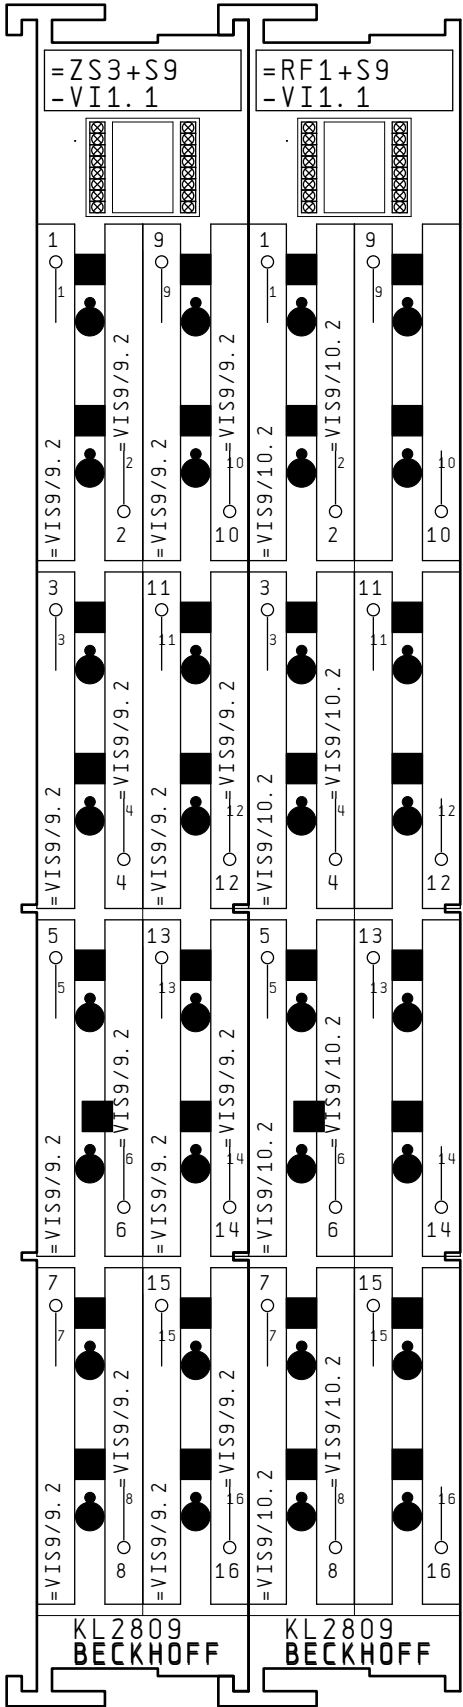 =ZS3+S9
-VI1.1
=RF1+S9
-VI1.1
1
1
=VIS9/9.2
=VIS9/9.2
2
2
9
9
=VIS9/9.2
=VIS9/9.2
10
10
1
1
=VIS9/10.2
=VIS9/10.2
2
2
9
9
10
10
3
3
=VIS9/9.2
=VIS9/9.2
4
4
11
11
=VIS9/9.2
=VIS9/9.2
12
12
3
3
=VIS9/10.2
=VIS9/10.2
4
4
11
11
12
12
5
5
=VIS9/9.2
=VIS9/9.2
6
6
13
13
=VIS9/9.2
=VIS9/9.2
14
14
5
5
=VIS9/10.2
=VIS9/10.2
6
6
13
13
14
14
7
7
=VIS9/9.2
=VIS9/9.2
8
8
15
15
=VIS9/9.2
=VIS9/9.2
16
16
7
7
=VIS9/10.2
=VIS9/10.2
8
8
15
15
16
16
KL2809
BECKHOFF
KL2809
BECKHOFF